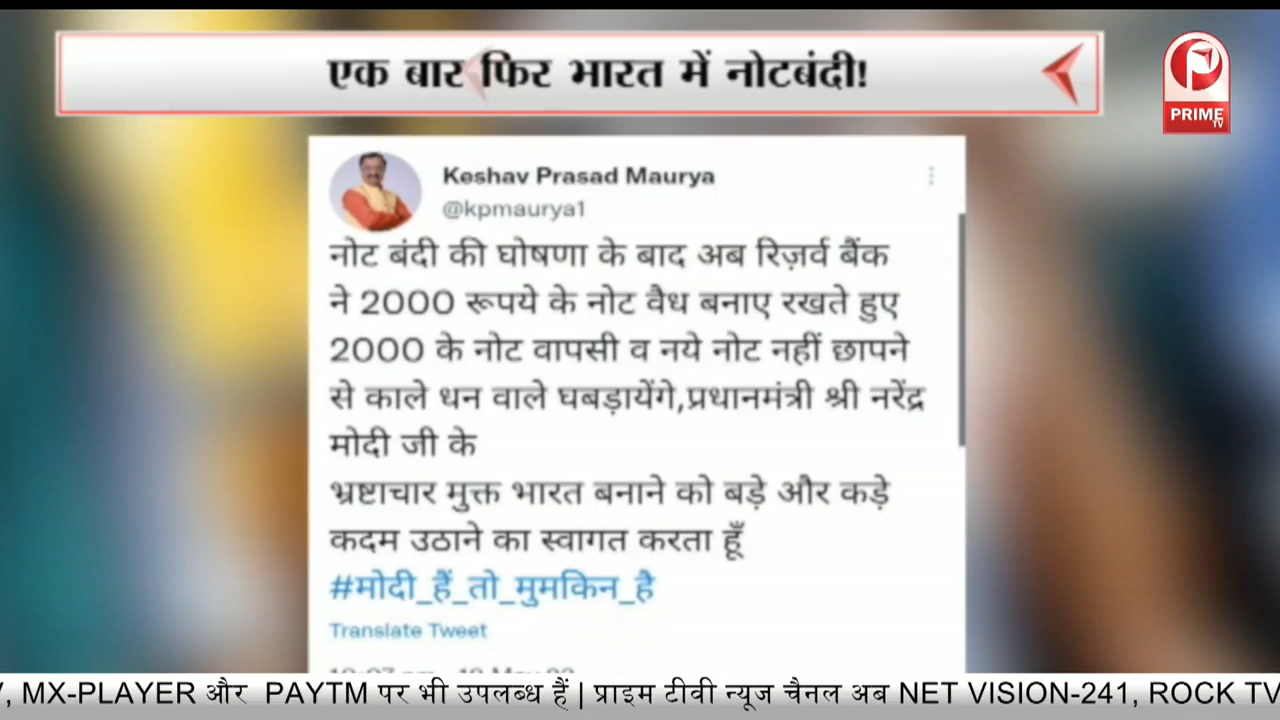 एक बार फिर भारत में नोटबंदी!
PRIME
TV
Keshav Prasad Maurya
@kpmaurya1
नोट बंदी की घोषणा के बाद अब रिज़र्व बैंक
ने 2000 रूपये के नोट वैध बनाए रखते हुए
2000 के नोट वापसी व नये नोट नहीं छापने
से काले धन वाले घबड़ायेंगे,प्रधानमंत्री श्री नरेंद्र
मोदी जी के
भ्रष्टाचार मुक्त भारत बनाने को बड़े और कड़े
कदम उठाने का स्वागत करता हूँ
#मोदी_हैं_तो_मुमकिन_है
Translate Tweet
, MX-PLAYER और PAYTM पर भी उपलब्ध हैं | प्राइम टीवी न्यूज चैनल अब NET VISION-241, ROCK TV